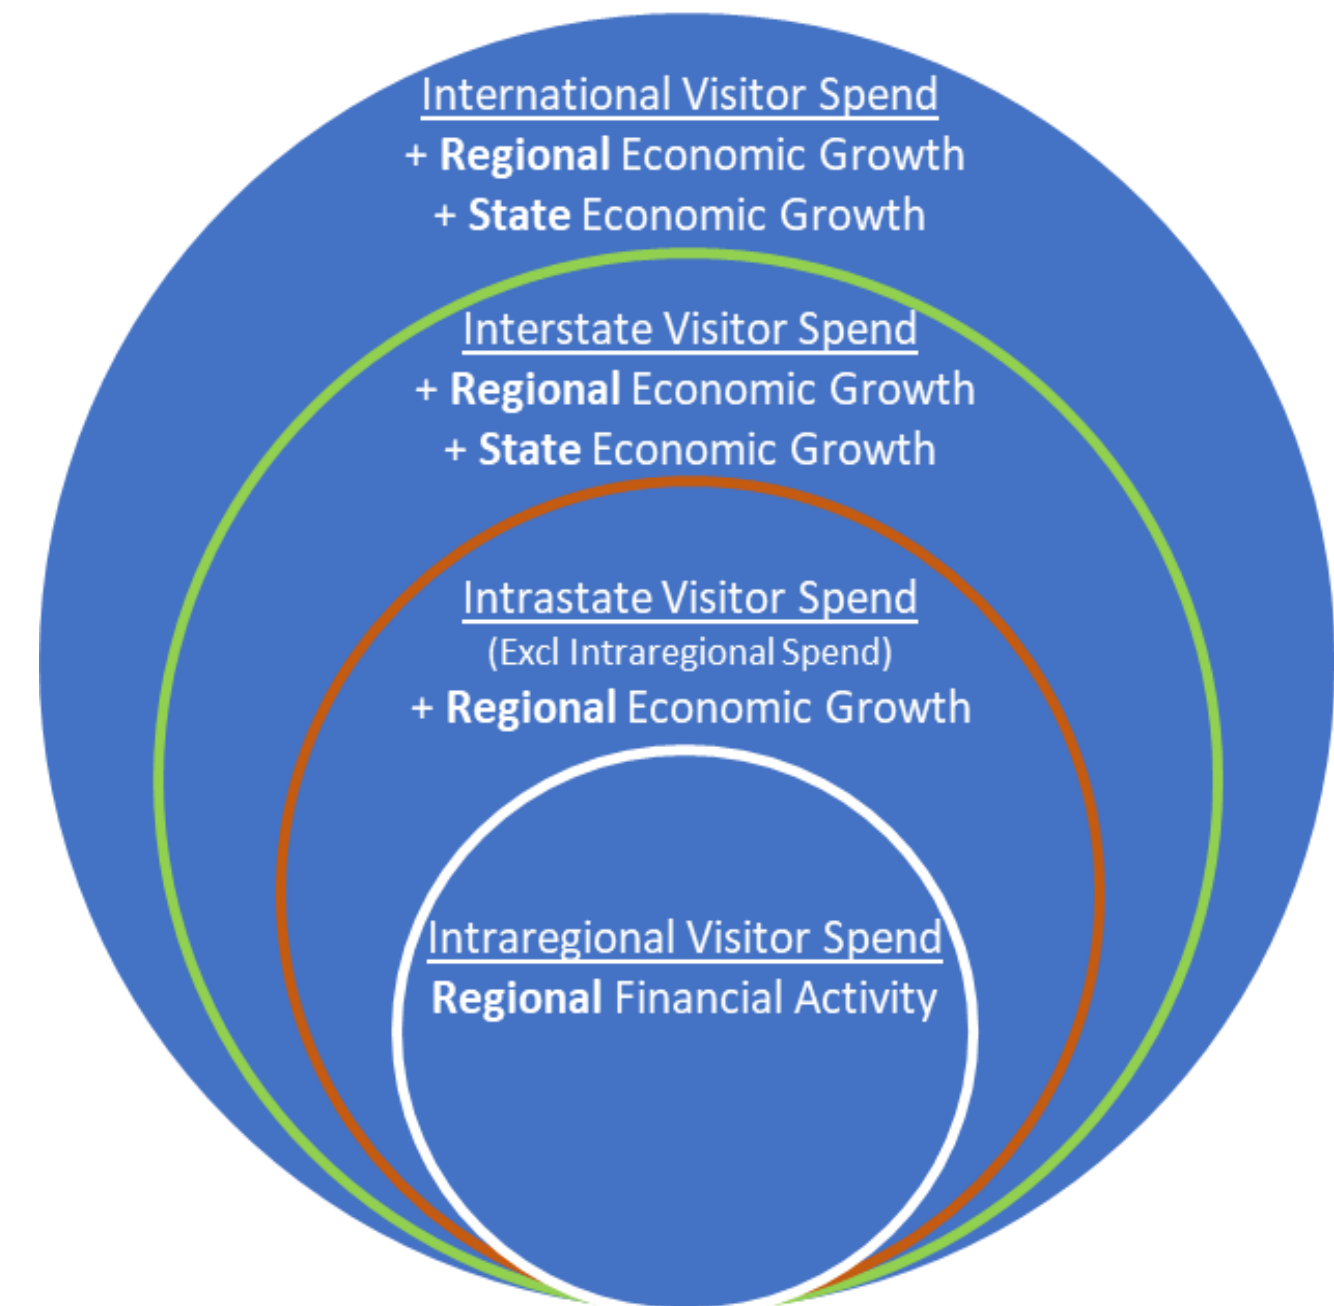 International Visitor Spend
+ Regional Economic Growth
+ State Economic Growth
Interstate Visitor Spend
+ Regional Economic Growth
+ State Economic Growth
Intrastate Visitor Spend
(Excl Intraregional Spend)
+ Regional Economic Growth
Intraregional Visitor Spend
Regional Financial Activity